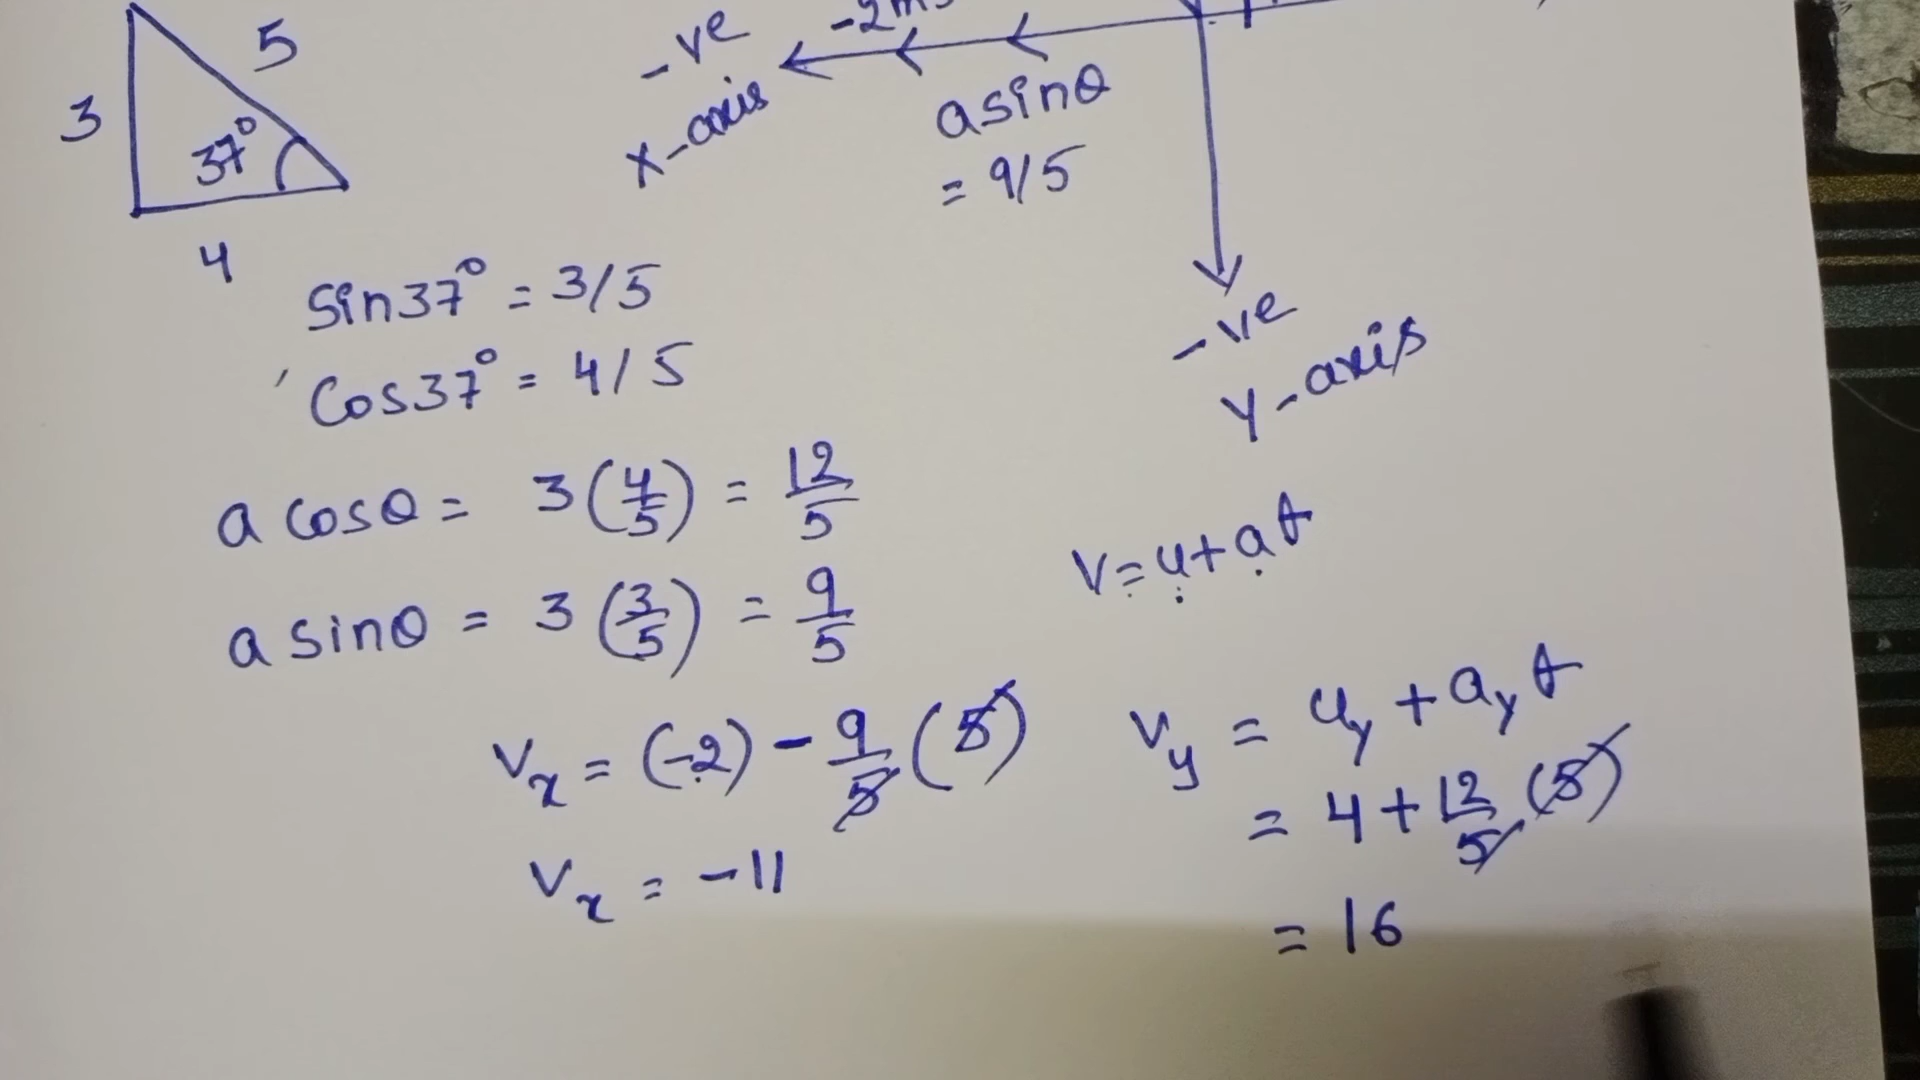 5
3
37°
4
-ve
x-axis
-2m
a sinθ
= 9/5
-ve
Y-axis
Sin37° = 3/5
Cos37° = 4/5
a cosθ = 3(4/5) = 12/5
a sinθ = 3(3/5) = 9/5
V=u+at
Vx = (-2) - 9/5 (5)
Vx = -11
Vy = uy + ay t
= 4 + 12/5 (5)
= 16